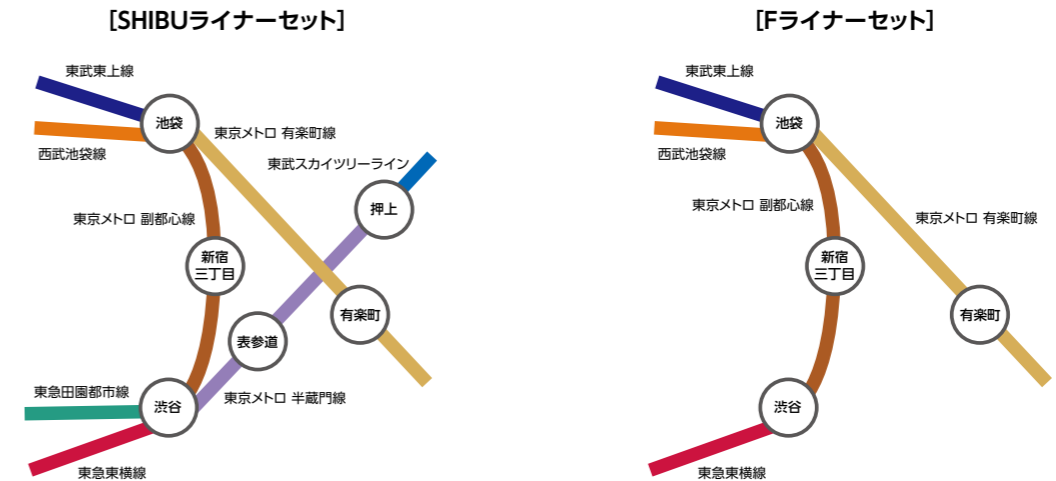 [SHIBUライナーセット]
東武東上線
池袋
西武池袋線
東京メトロ 有楽町線
東武スカイツリーライン
押上
東京メトロ 副都心線
新宿
三丁目
有楽町
表参道
東急田園都市線
渋谷
東京メトロ 半蔵門線
東急東横線
[Fライナーセット]
東武東上線
池袋
西武池袋線
東京メトロ 副都心線
東京メトロ 有楽町線
新宿
三丁目
有楽町
渋谷
東急東横線